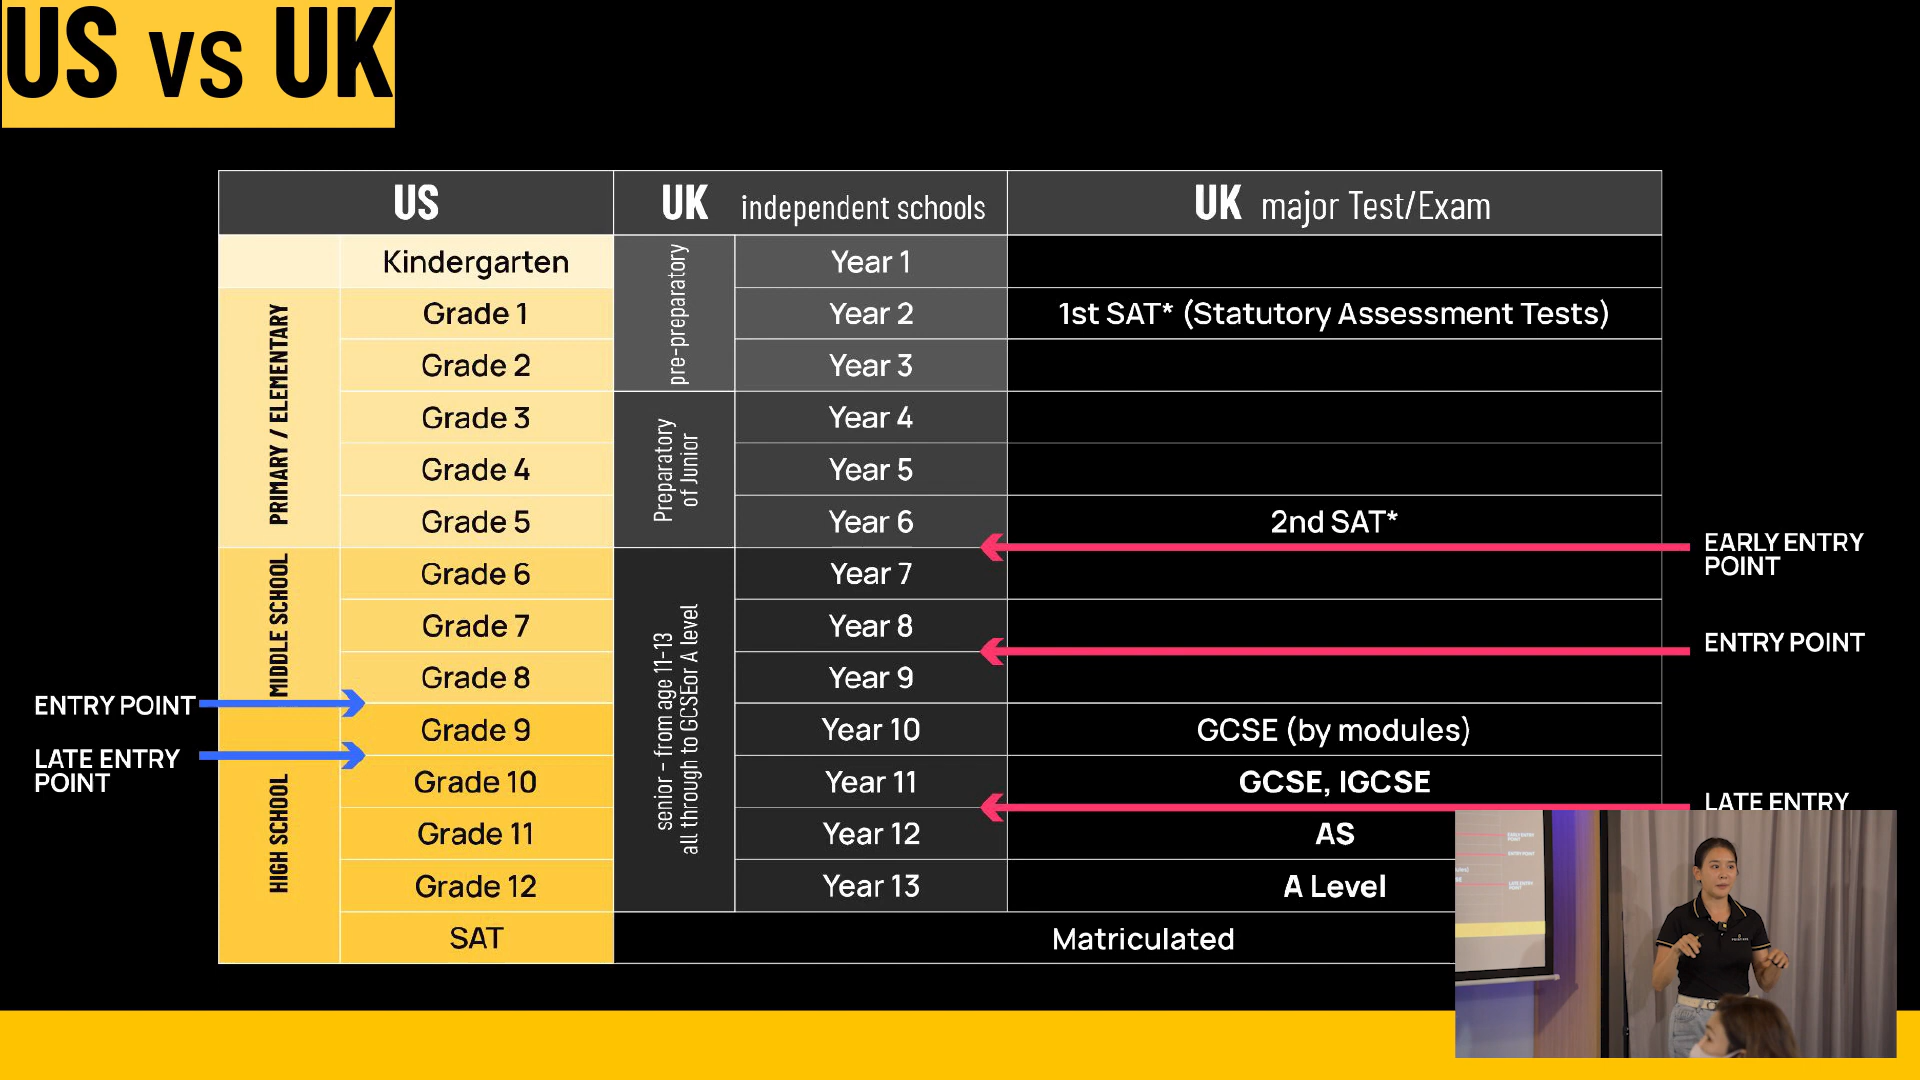 US vs UK
US
UK independent schools
UK major Test/Exam
Kindergarten
Year 1
PRIMARY / ELEMENTARY
pre-preparatory
Grade 1
Year 2
1st SAT* (Statutory Assessment Tests)
Grade 2
Year 3
Preparatory
of Junior
Grade 3
Year 4
Grade 4
Year 5
Grade 5
Year 6
2nd SAT*
EARLY ENTRY
POINT
MIDDLE SCHOOL
senior - from age 11-13
all through to GCSEor A level
Grade 6
Year 7
Grade 7
Year 8
ENTRY POINT
Grade 8
Year 9
ENTRY POINT
HIGH SCHOOL
Grade 9
Year 10
GCSE (by modules)
LATE ENTRY
POINT
Grade 10
Year 11
GCSE, IGCSE
LATE ENTRY
Grade 11
Year 12
AS
Grade 12
Year 13
A Level
SAT
Matriculated